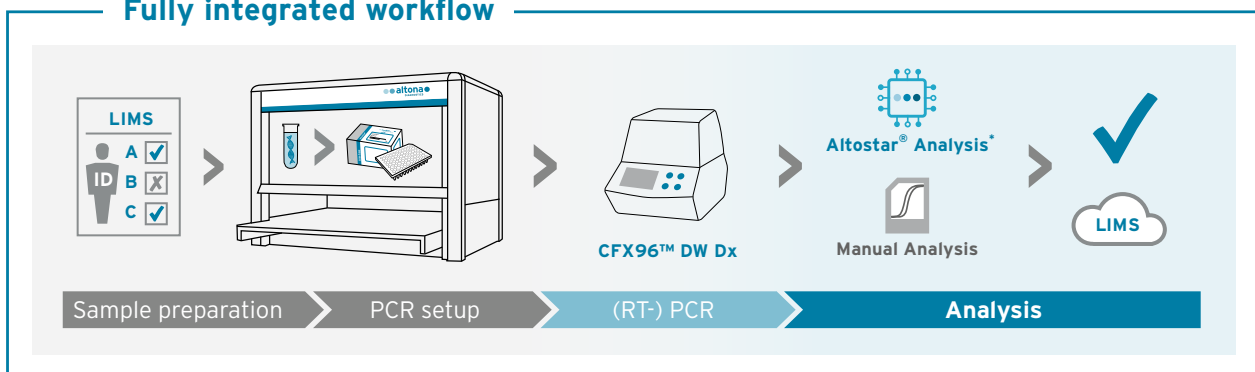 Fully integrated workflow
LIMS
ID
A
B
C
altona
DIAGNOSTICS
CFX96™ DW Dx
Altostar® Analysis*
Manual Analysis
LIMS
Sample preparation
PCR setup
(RT-) PCR
Analysis